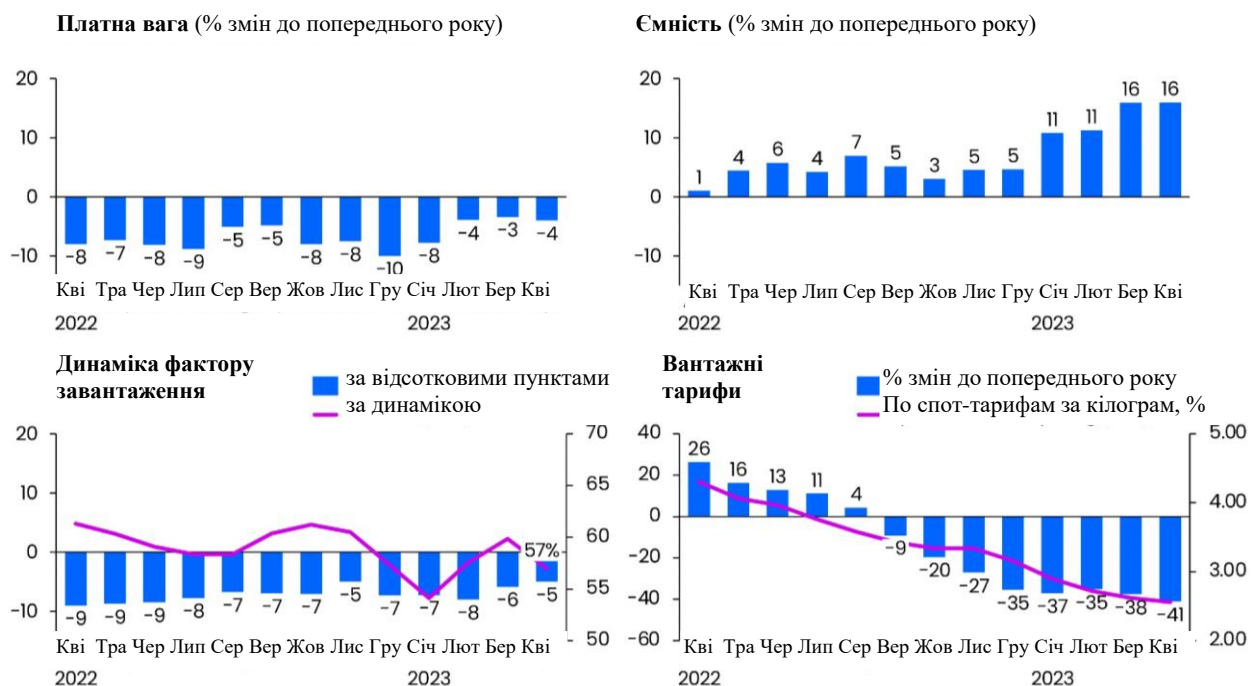 Платна вага (% змін до попереднього року)
20
10
0
-10
-8 -7 -8 -9 -5 -5 -8 -8 -10 -8 -4 -3 -4
Кві Тра Чер Лип Сер Вер Жов Лис Гру Січ Лют Бер Кві
2022 2023
Ємність (% змін до попереднього року)
20
10
0
-10
1 4 6 4 7 5 3 5 5 11 11 16 16
Кві Тра Чер Лип Сер Вер Жов Лис Гру Січ Лют Бер Кві
2022 2023
Динаміка фактору
завантаження
за відсотковими пунктами
за динамікою
20
10
0
-10
70
65
60
55
50
57%
-9 -9 -9 -8 -7 -7 -7 -5 -7 -7 -8 -6 -5
Кві Тра Чер Лип Сер Вер Жов Лис Гру Січ Лют Бер Кві
2022 2023
Вантажні
тарифи
% змін до попереднього року
По спот-тарифам за кілограм, %
40
20
0
-20
-40
-60
5.00
4.00
3.00
2.00
26 16 13 11 4 -9 -20 -27 -35 -37 -35 -38 -41
Кві Тра Чер Лип Сер Вер Жов Лис Гру Січ Лют Бер Кві
2022 2023